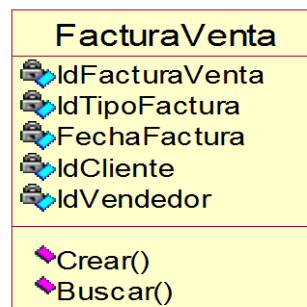 FacturaVenta
IdFacturaVenta
IdTipoFactura
FechaFactura
IdCliente
IdVendedor
Crear()
Buscar()